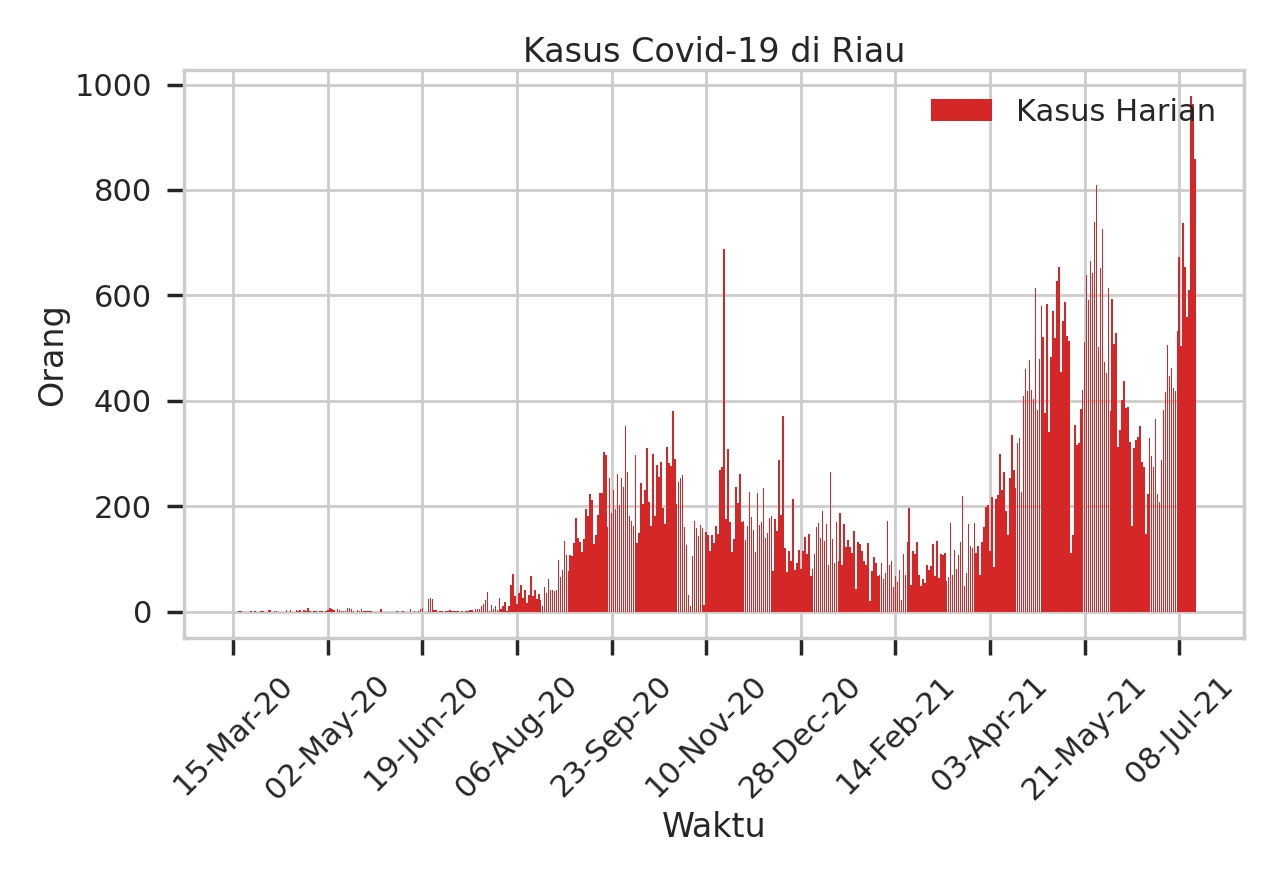 Kasus Covid-19 di Riau
Kasus Harian
Orang
1000
800
600
400
200
0
15-Mar-20
02-May-20
19-Jun-20
06-Aug-20
23-Sep-20
10-Nov-20
28-Dec-20
14-Feb-21
03-Apr-21
21-May-21
08-Jul-21
Waktu